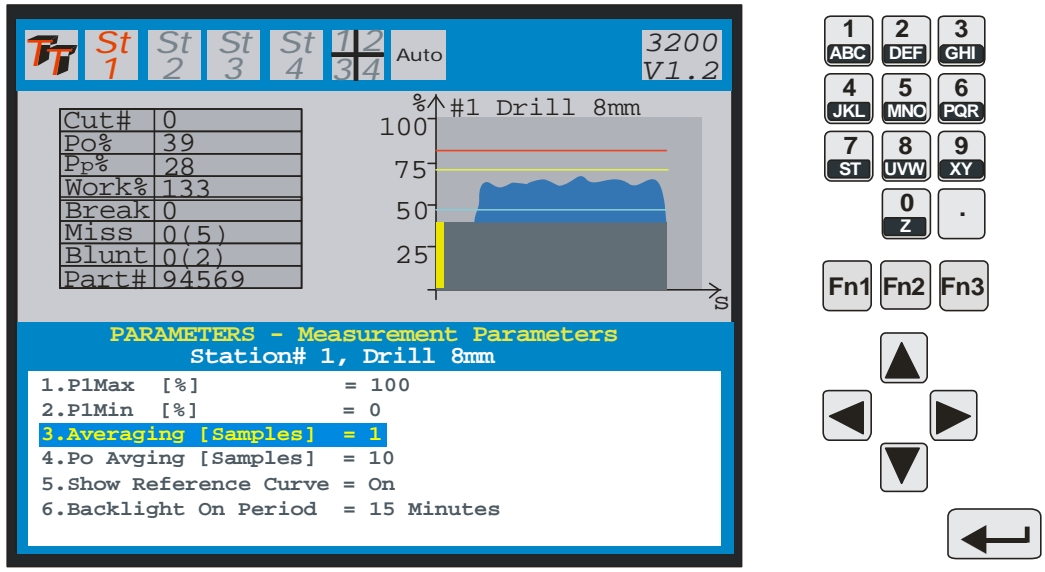 TT St 1 St 2 St 3 St 4 1 2 3 4 Auto 3200 V1.2
Cut# 0
Po% 39
Pp% 28
Work% 133
Break 0
Miss 0(5)
Blunt 0(2)
Part# 94569
% #1 Drill 8mm
100
75
50
25
s
PARAMETERS - Measurement Parameters
Station# 1, Drill 8mm
1.P1Max [%] = 100
2.P1Min [%] = 0
3.Averaging [Samples] = 1
4.Po Avging [Samples] = 10
5.Show Reference Curve = On
6.Backlight On Period = 15 Minutes
1 2 3
ABC DEF GHI
4 5 6
JKL MNO PQR
7 8 9
ST UVW XY
0 .
Z
Fn1 Fn2 Fn3